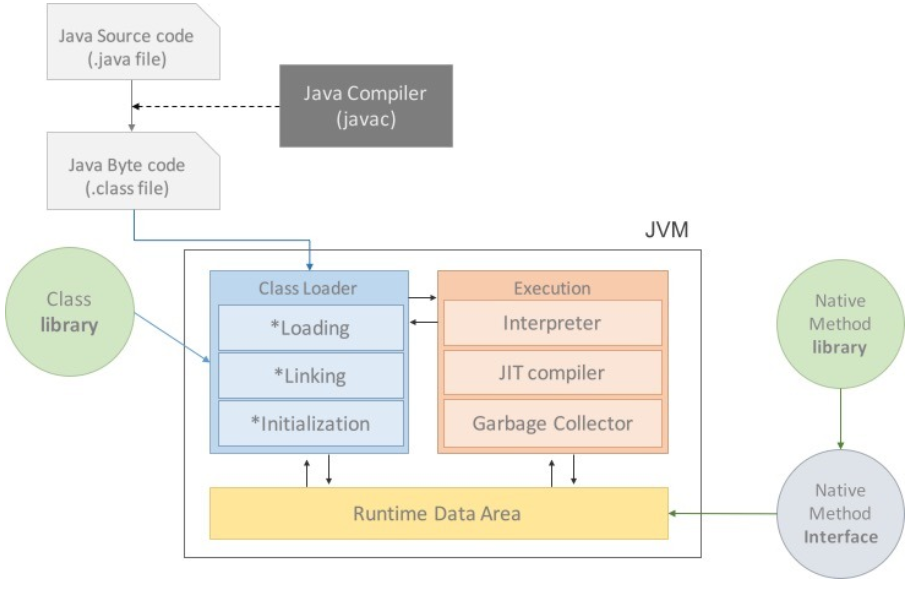 Java Source code
(.java file)
Java Compiler
(javac)
Java Byte code
(.class file)
JVM
Class
library
Class Loader
*Loading
*Linking
*Initialization
Execution
Interpreter
JIT compiler
Garbage Collector
Native
Method
library
Runtime Data Area
Native
Method
Interface